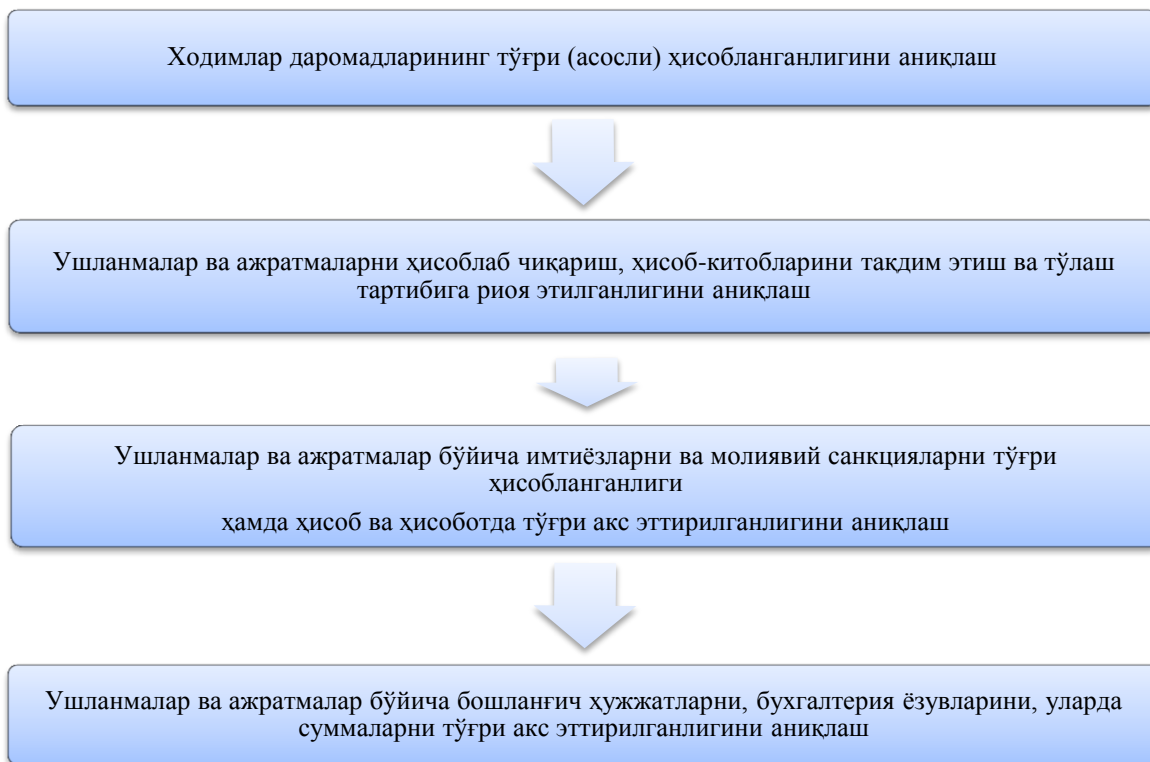 Ходимлар даромадларининг тўғри (асосли) ҳисобланганлигини аниқлаш
Ушланмалар ва ажратмаларни ҳисоблаб чиқариш, ҳисоб-китобларини тақдим этиш ва тўлаш
тартибига риоя этилганлигини аниқлаш
Ушланмалар ва ажратмалар бўйича имтиёзларни ва молиявий санкцияларни тўғри
ҳисобланганлиги
ҳамда ҳисоб ва ҳисоботда тўғри акс эттирилганлигини аниқлаш
Ушланмалар ва ажратмалар бўйича бошланғич ҳужжатларни, бухгалтерия ёзувларини, уларда
суммаларни тўғри акс эттирилганлигини аниқлаш